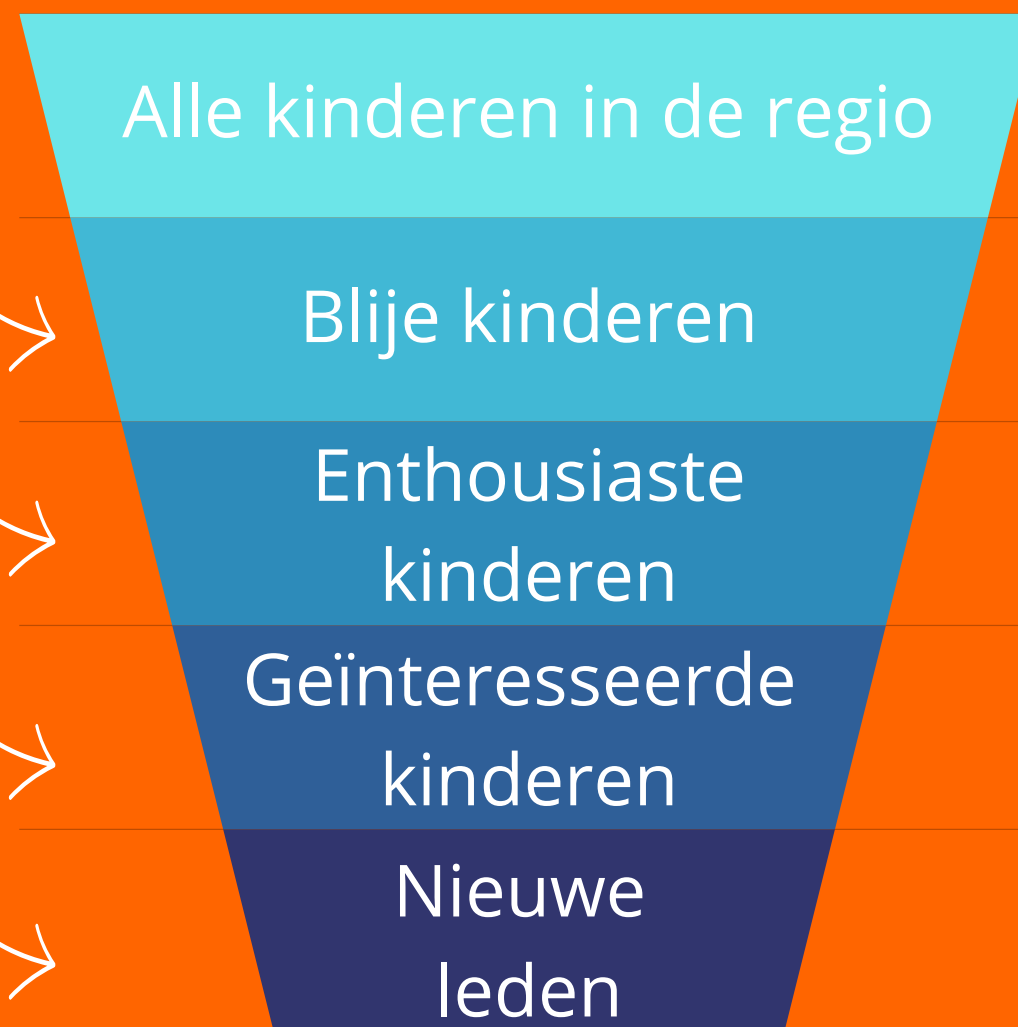 Alle kinderen in de regio
Blije kinderen
Enthousiaste
kinderen
Geïnteresseerde
kinderen
Nieuwe
leden